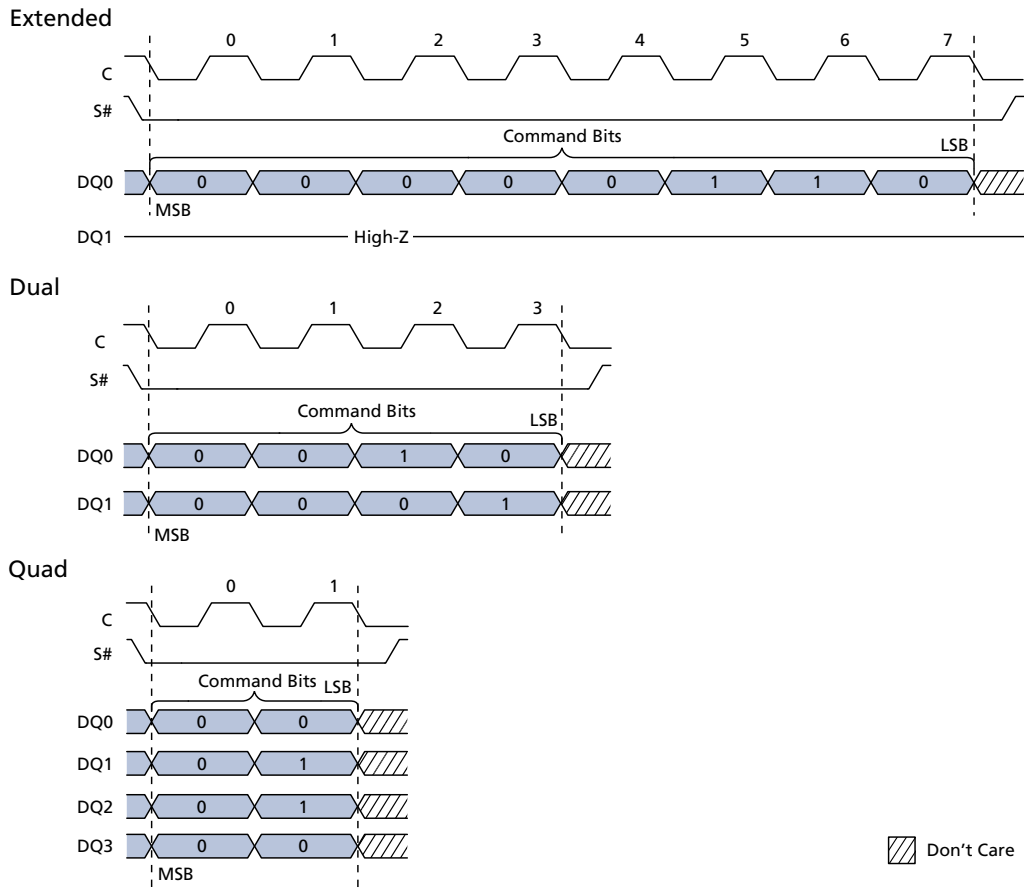 Extended
0 1 2 3 4 5 6 7
C
S#
Command Bits
LSB
DQ0 0 0 0 0 0 1 1 0
MSB
DQ1 High-Z
Dual
0 1 2 3
C
S#
Command Bits
LSB
DQ0 0 0 1 0
DQ1 0 0 0 1
MSB
Quad
0 1
C
S#
Command Bits LSB
DQ0 0 0
DQ1 0 1
DQ2 0 1
DQ3 0 0
MSB
Don't Care